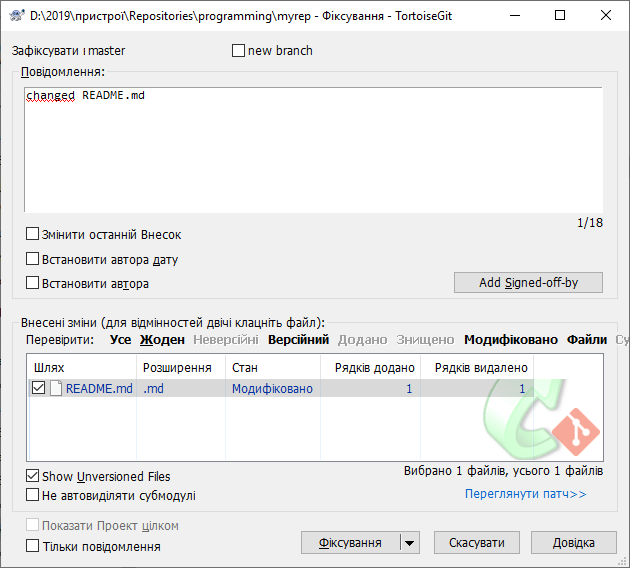 D:\2019\пристрої\Repositories\programming\myrep - Фіксування - TortoiseGit
Зафіксувати і master
new branch
Повідомлення:
changed README.md
1/18
Змінити останній Внесок
Встановити автора дату
Встановити автора
Add Signed-off-by
Внесені зміни (для відмінностей двічі клацніть файл):
Перевірити: Усе Жоден Неверсійні Версійний Додано Знищено Модифіковано Файли Су
Шлях Розширення Стан Рядків додано Рядків видалено
README.md .md Модифіковано 1 1
Show Unversioned Files
Вибрано 1 файлів, усього 1 файлів
Не автовиділяти субмодулі
Переглянути патч>>
Показати Проект цілком
Тільки повідомлення
Фіксування
Скасувати
Довідка